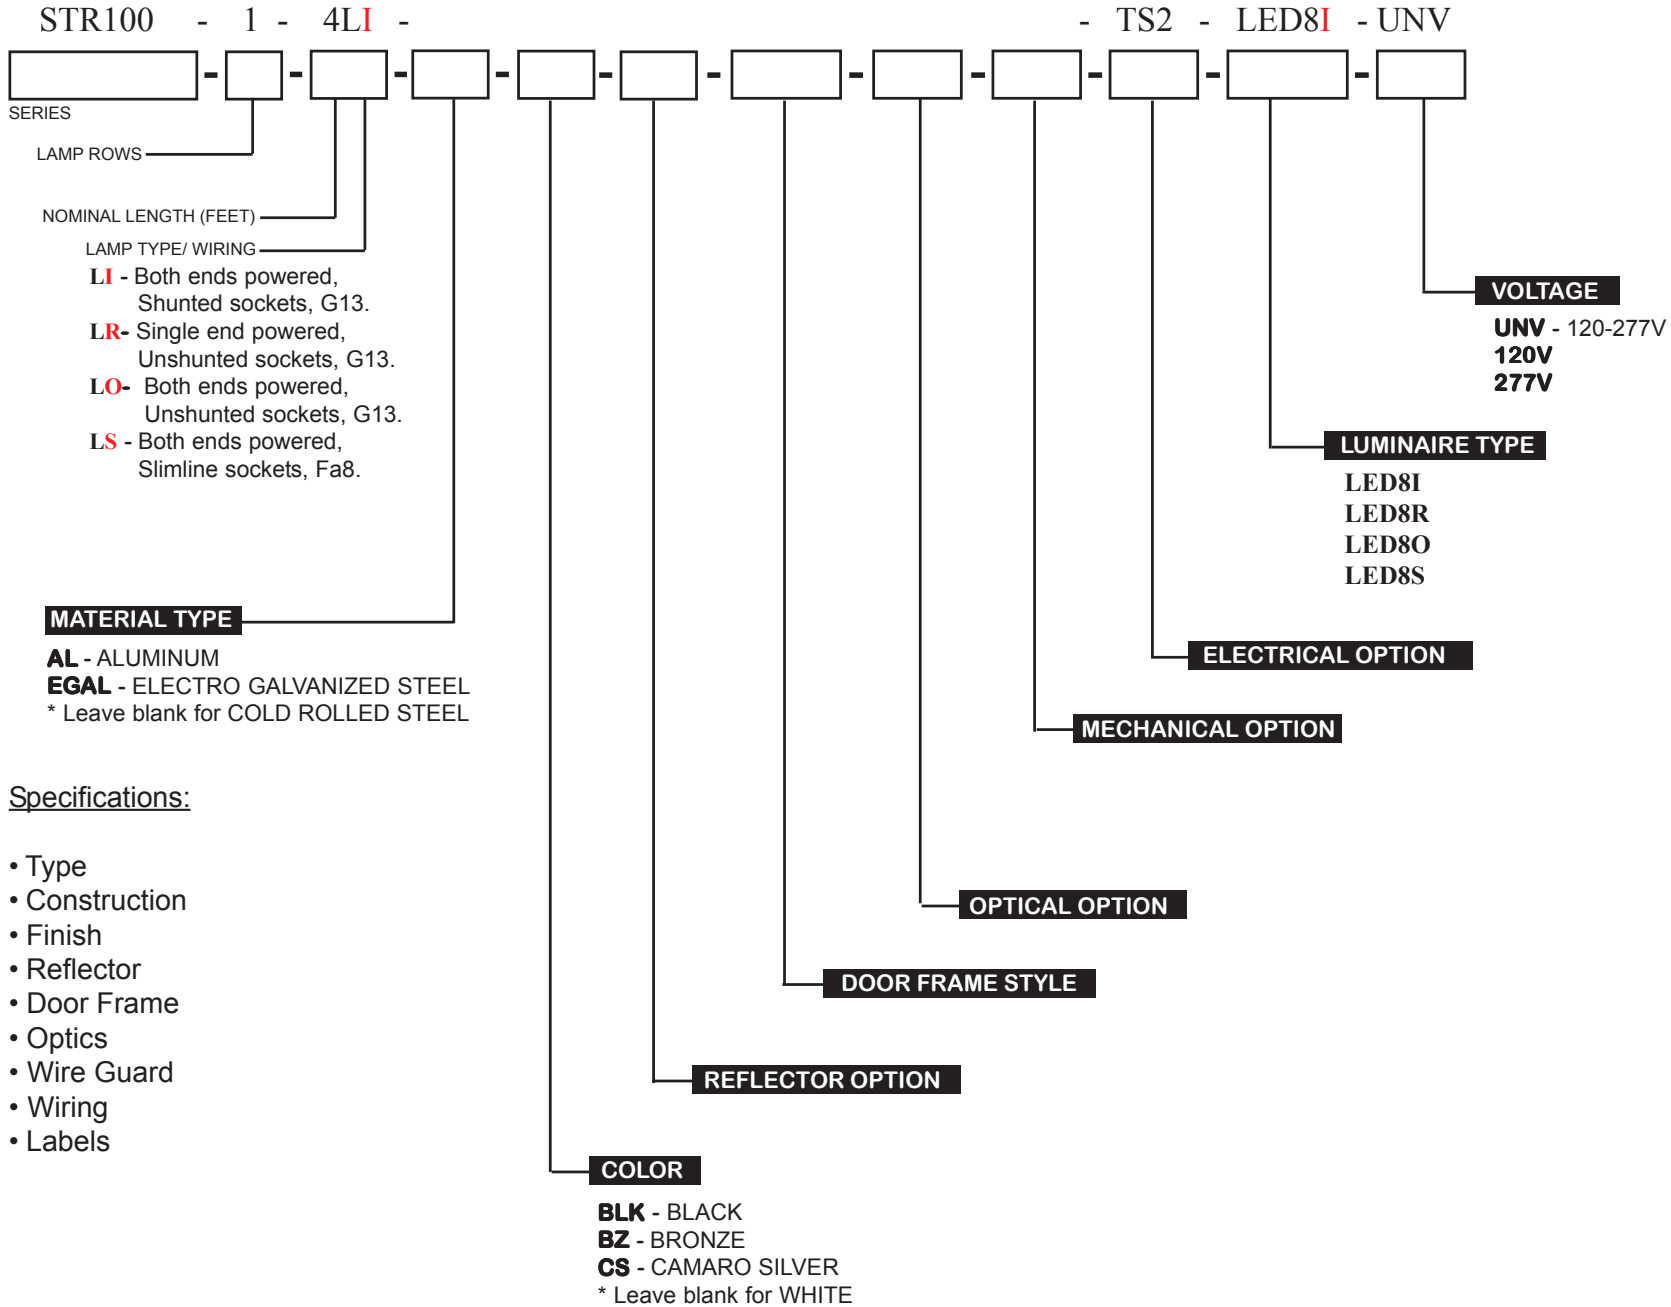 STR100 - 1 - 4LI - - TS2 - LED8I - UNV
- - - - - - - - - - -
SERIES
LAMP ROWS
NOMINAL LENGTH (FEET)
LAMP TYPE/ WIRING
LI - Both ends powered,
Shunted sockets, G13.
LR- Single end powered,
Unshunted sockets, G13.
LO- Both ends powered,
Unshunted sockets, G13.
LS - Both ends powered,
Slimline sockets, Fa8.
VOLTAGE
UNV - 120-277V
120V
277V
LUMINAIRE TYPE
LED8I
LED8R
LED8O
LED8S
MATERIAL TYPE
AL - ALUMINUM
EGAL - ELECTRO GALVANIZED STEEL
* Leave blank for COLD ROLLED STEEL
ELECTRICAL OPTION
MECHANICAL OPTION
Specifications:
• Type
• Construction
• Finish
• Reflector
• Door Frame
• Optics
• Wire Guard
• Wiring
• Labels
OPTICAL OPTION
DOOR FRAME STYLE
REFLECTOR OPTION
COLOR
BLK - BLACK
BZ - BRONZE
CS - CAMARO SILVER
* Leave blank for WHITE